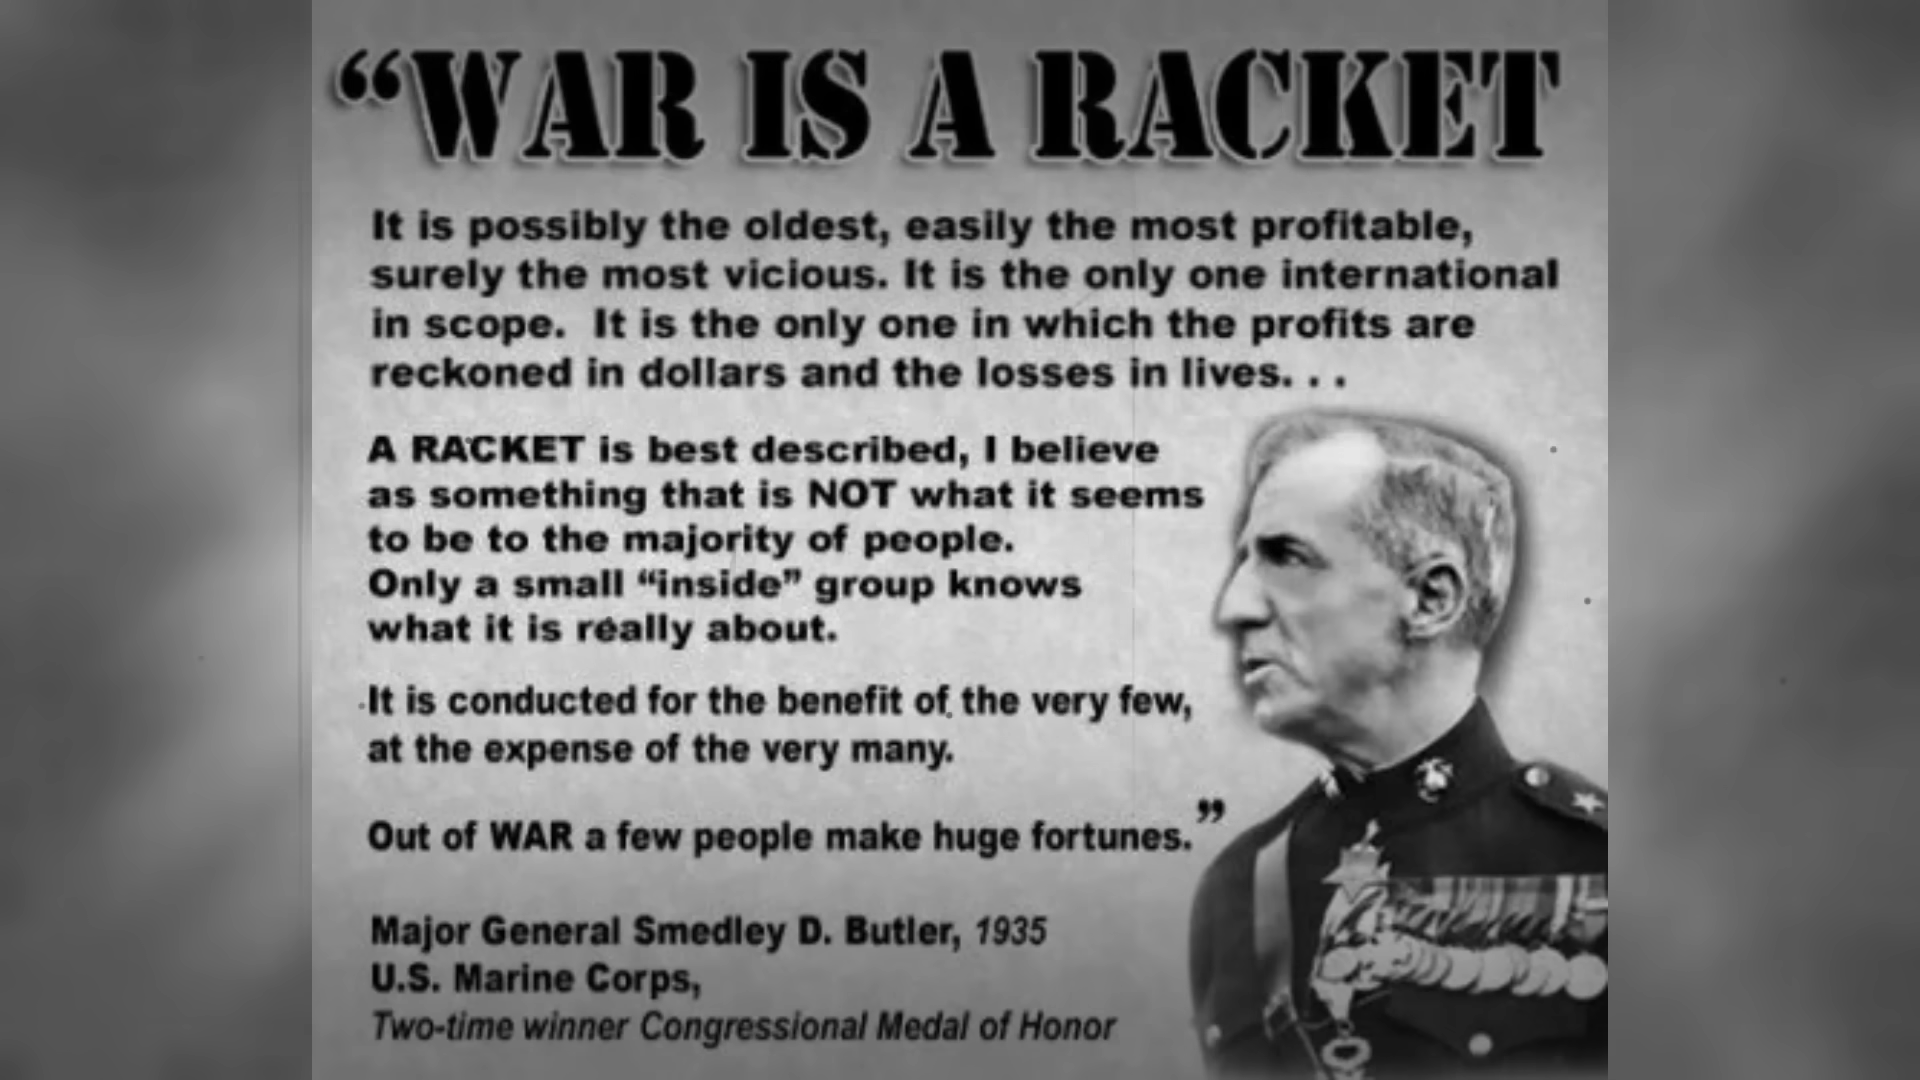 “WAR IS A RACKET
It is possibly the oldest, easily the most profitable,
surely the most vicious. It is the only one international
in scope. It is the only one in which the profits are
reckoned in dollars and the losses in lives. . .
A RACKET is best described, I believe
as something that is NOT what it seems
to be to the majority of people.
Only a small “inside” group knows
what it is really about.
It is conducted for the benefit of the very few,
at the expense of the very many.
Out of WAR a few people make huge fortunes.”
Major General Smedley D. Butler, 1935
U.S. Marine Corps,
Two-time winner Congressional Medal of Honor